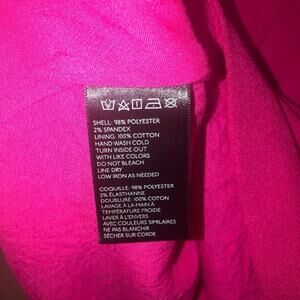 SHELL: 98% POLYESTER
2% SPANDEX
LINING: 100% COTTON
HAND WASH COLD
TURN INSIDE OUT
WITH LIKE COLORS
DO NOT BLEACH
LINE DRY
LOW IRON AS NEEDED
COQUILLE: 98% POLYESTER
2% ÉLASTHANNE
DOUBLURE: 100% COTON
LAVAGE À LA MAIN À
TEMPÉRATURE FROIDE
LAVER À L'ENVERS
AVEC COULEURS SIMILAIRES
NE PAS BLANCHIR
SÉCHER SUR CORDE